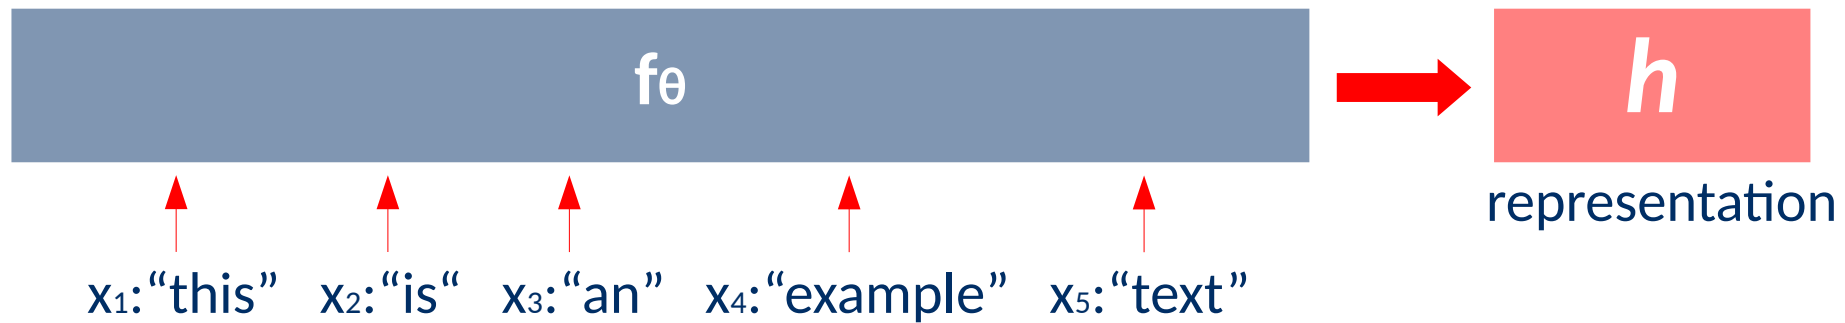 fθ
h
representation
x1:“this” x2:“is“ x3:“an” x4:“example” x5:“text”